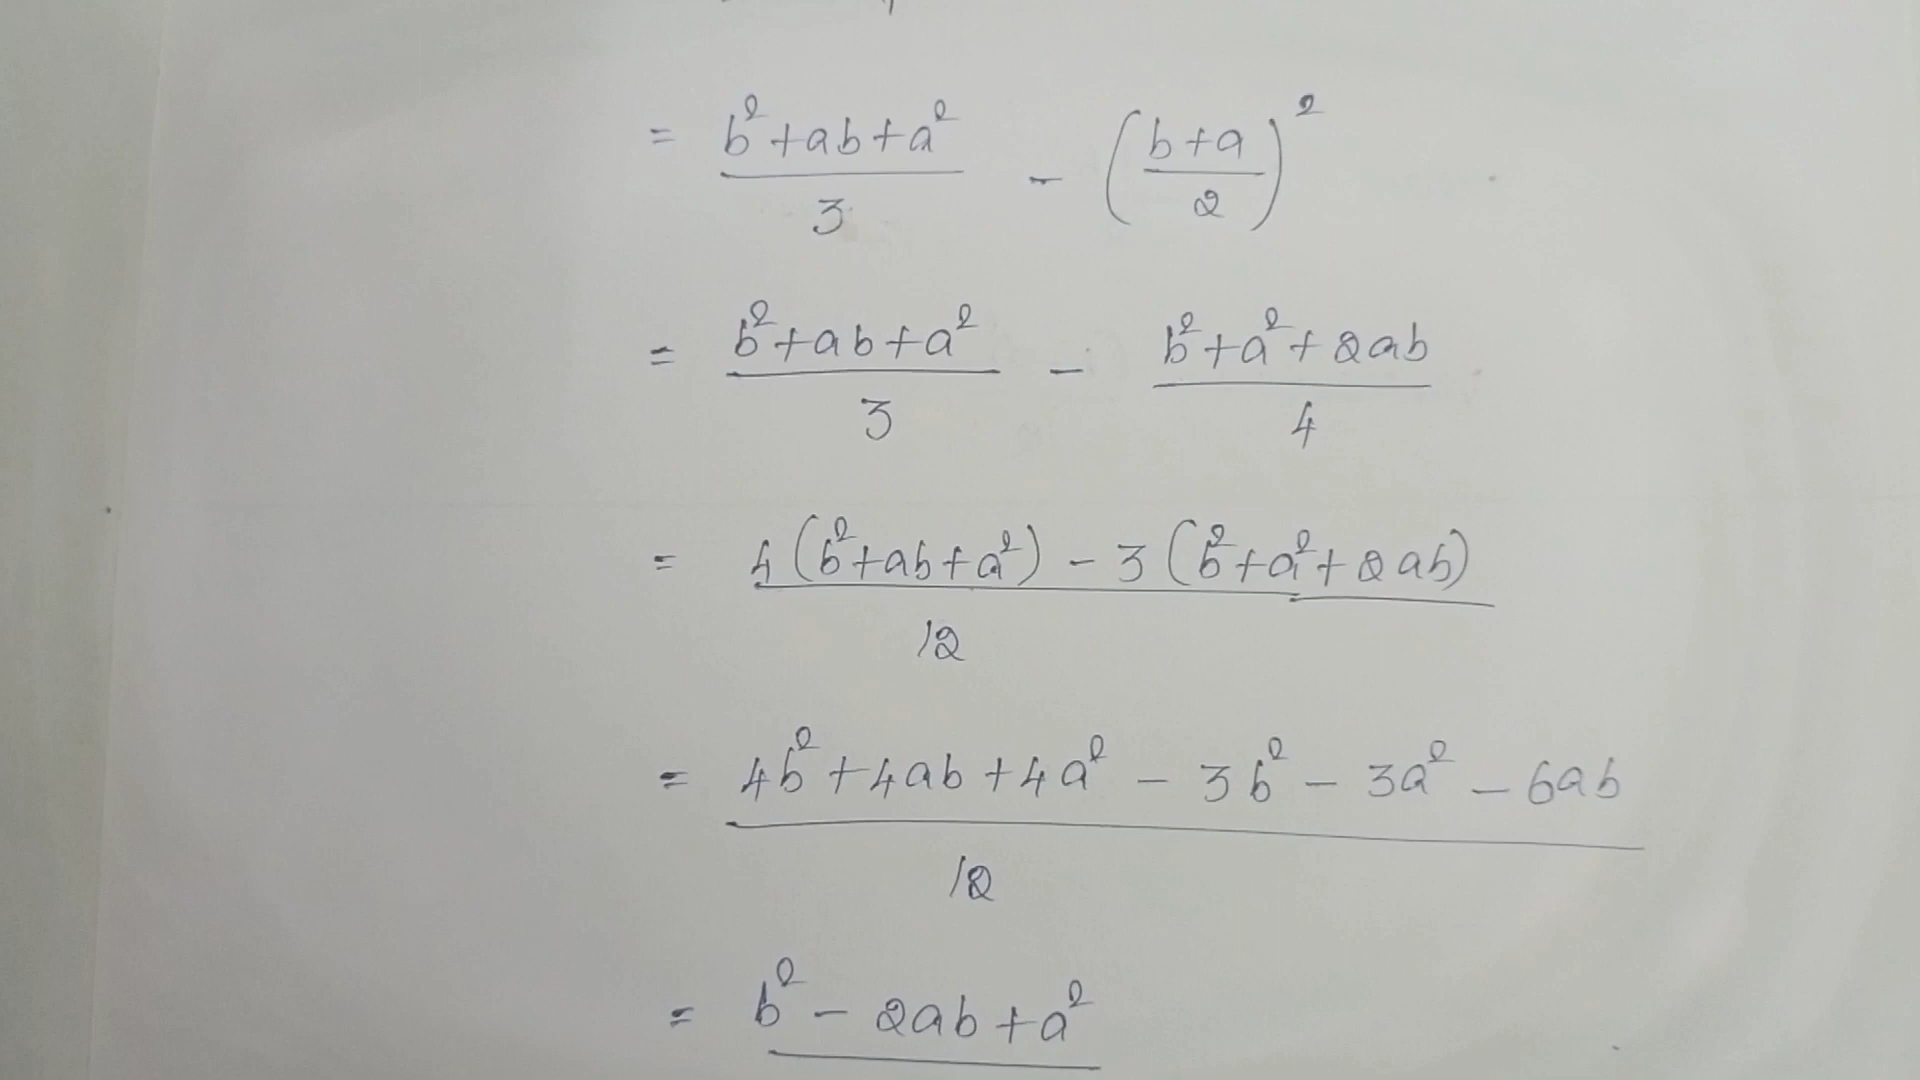 = b²+ab+a² / 3 - (b+a / 2)²
= b²+ab+a² / 3 - b²+a²+2ab / 4
= 4(b²+ab+a²) - 3(b²+a²+2ab) / 12
= 4b²+4ab+4a² - 3b² - 3a² - 6ab / 12
= b² - 2ab+a²